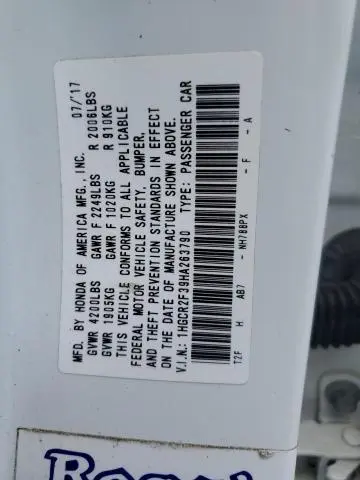 MFD. BY HONDA OF AMERICA MFG., INC. 07/'17
GVWR 4200LBS GAWR F 2249LBS R 2006LBS
GVWR 1905KG GAWR F 1020KG R 910KG
THIS VEHICLE CONFORMS TO ALL APPLICABLE
FEDERAL MOTOR VEHICLE SAFETY, BUMPER,
AND THEFT PREVENTION STANDARDS IN EFFECT
ON THE DATE OF MANUFACTURE SHOWN ABOVE.
V.I.N.: 1HGCR2F39HA263790 TYPE: PASSENGER CAR
T2F H AB7 - NH788PX - F - A